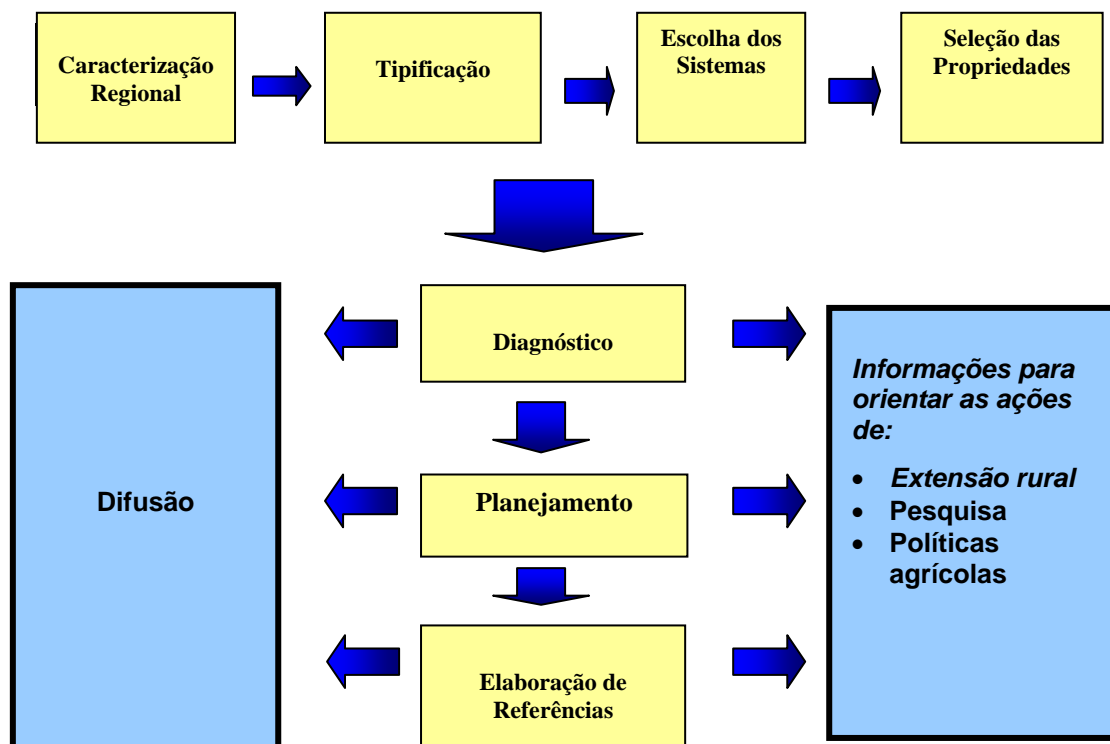 Caracterização
Regional
Tipificação
Escolha dos
Sistemas
Seleção das
Propriedades
Diagnóstico
Planejamento
Elaboração de
Referências
Difusão
Informações para
orientar as ações
de:
• Extensão rural
• Pesquisa
• Políticas
agrícolas